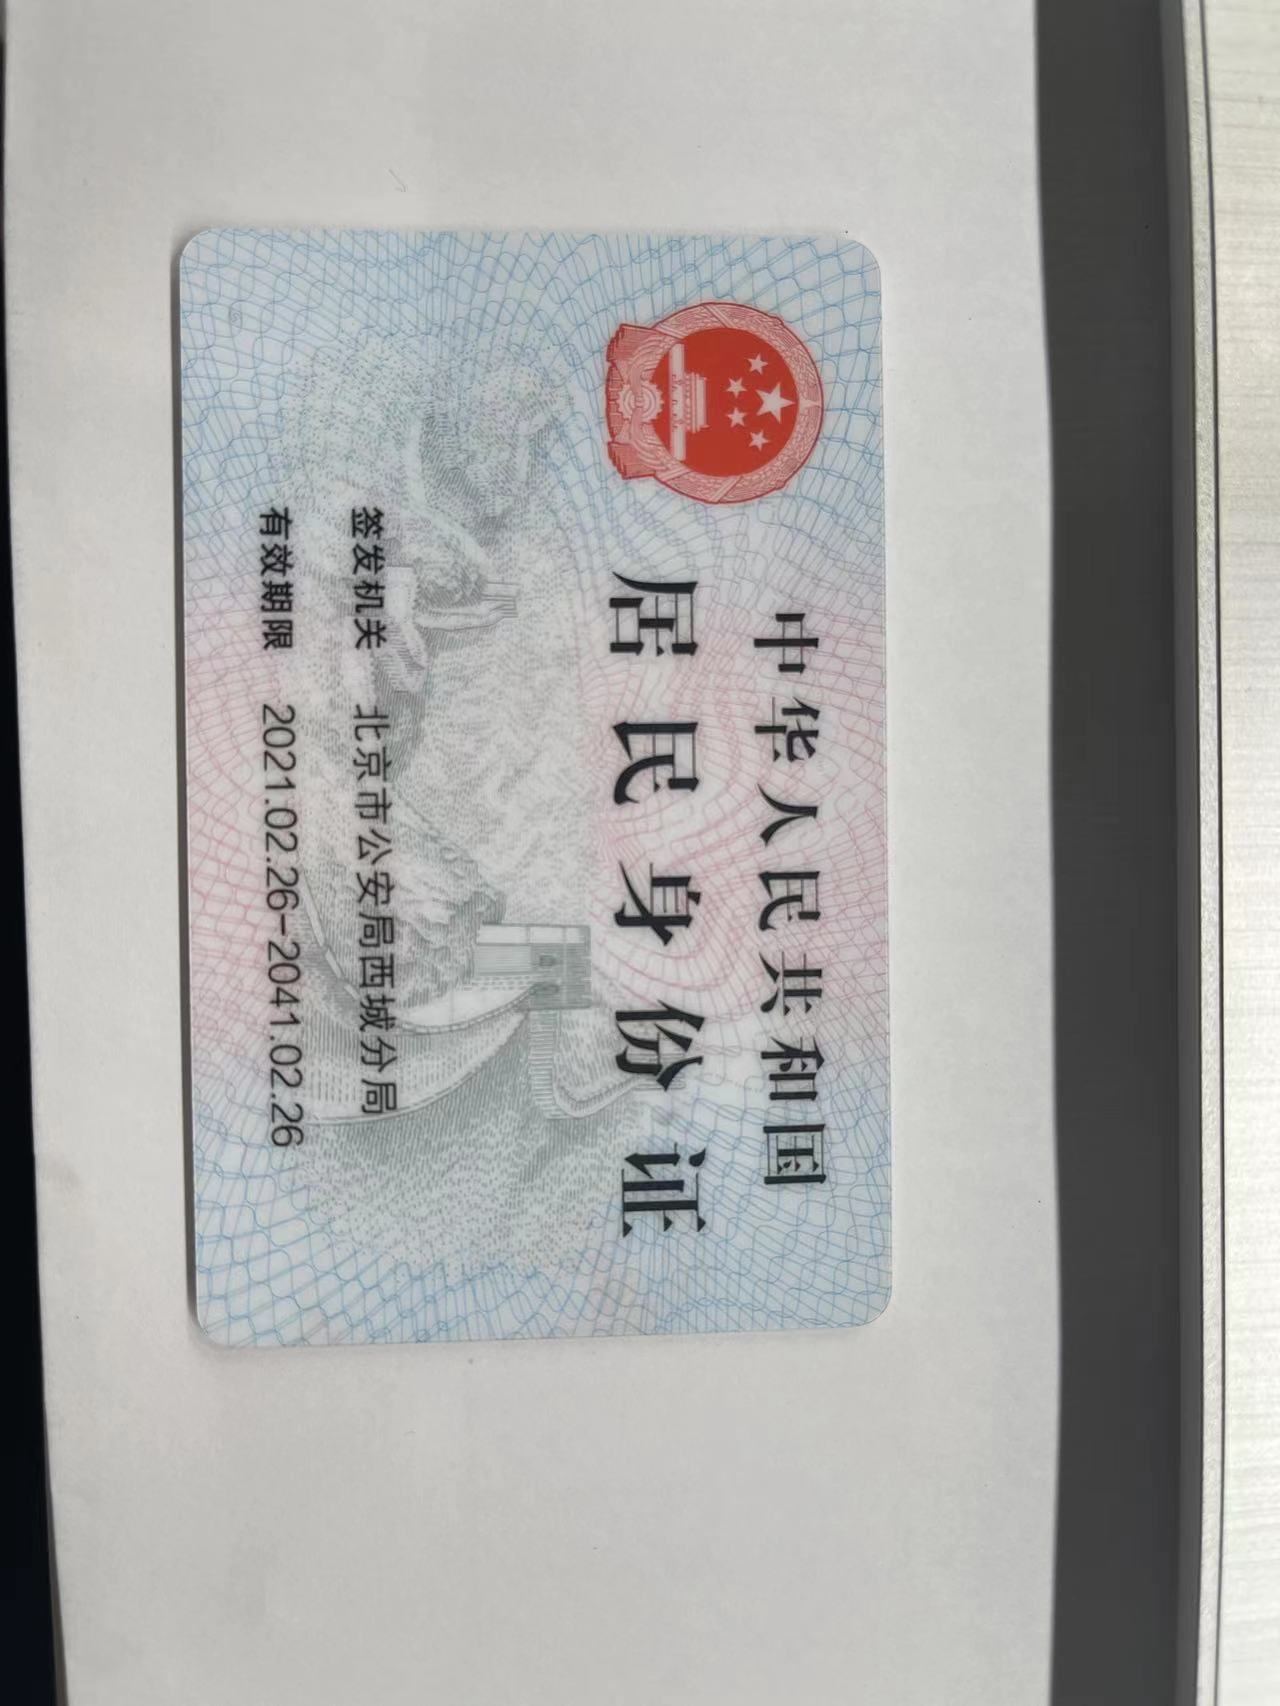 中华人民共和国
居民身份证
签发机关 北京市公安局西城分局
有效期限 2021.02.26-2041.02.26